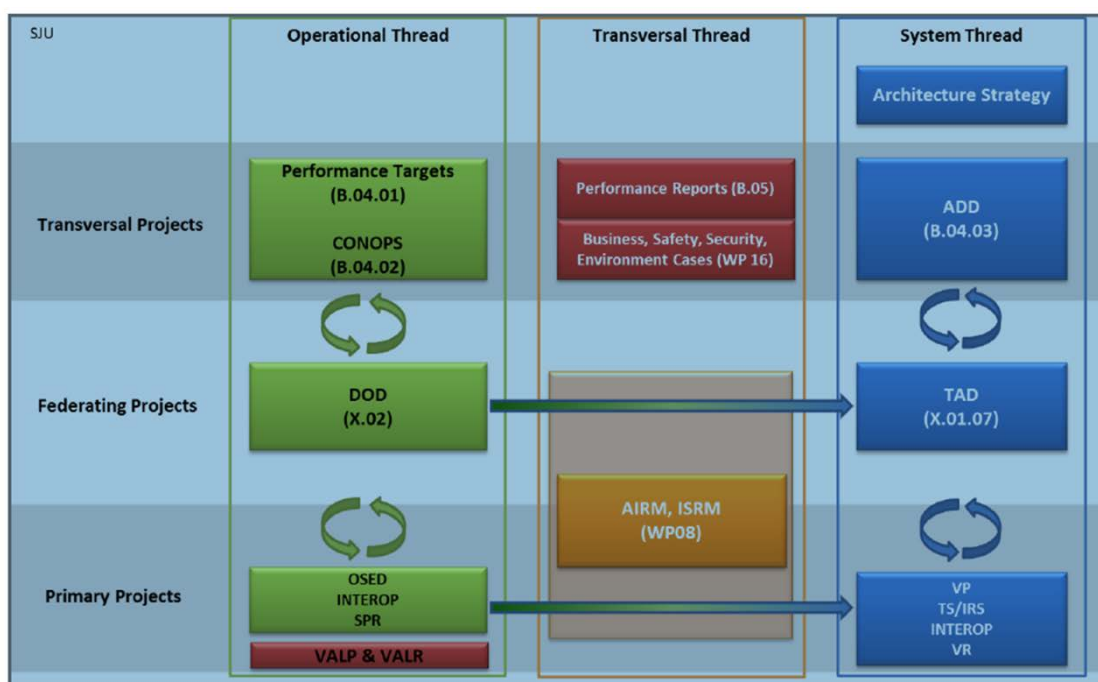 SJU
Operational Thread
Transversal Thread
System Thread
Architecture Strategy
Transversal Projects
Performance Targets
(B.04.01)
CONOPS
(B.04.02)
Performance Reports (B.05)
Business, Safety, Security,
Environment Cases (WP 16)
ADD
(B.04.03)
Federating Projects
DOD
(X.02)
TAD
(X.01.07)
AIRM, ISRM
(WP08)
Primary Projects
OSED
INTEROP
SPR
VALP & VALR
VP
TS/IRS
INTEROP
VR